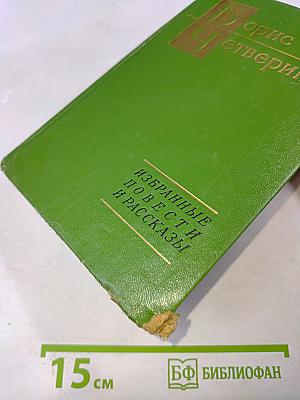 Борис
Четверик
ИЗБРАННЫЕ
ПОВЕСТИ
И РАССКАЗЫ
15 см
БФ БИБЛИОФАН